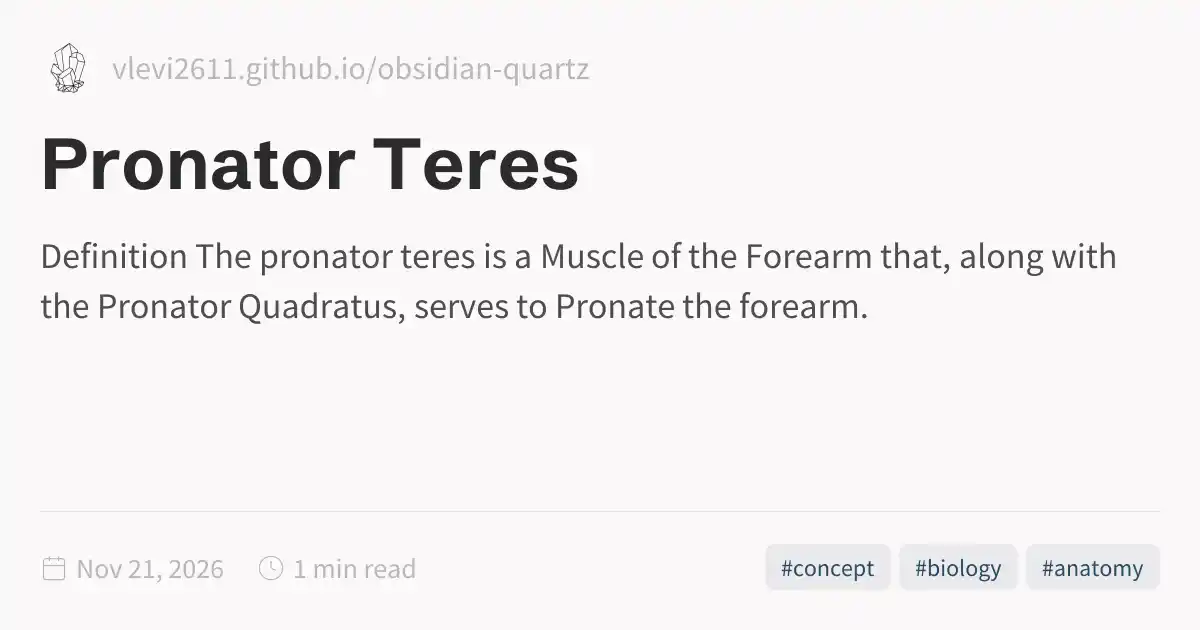 vlevi2611.github.io/obsidian-quartz
Pronator Teres
Definition The pronator teres is a Muscle of the Forearm that, along with
the Pronator Quadratus, serves to Pronate the forearm.
Nov 21, 2026 1 min read #concept #biology #anatomy